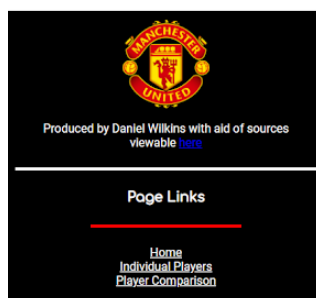 MANCHESTER
UNITED
Produced by Daniel Wilkins with aid of sources
viewable here
Page Links
Home
Individual Players
Player Comparison